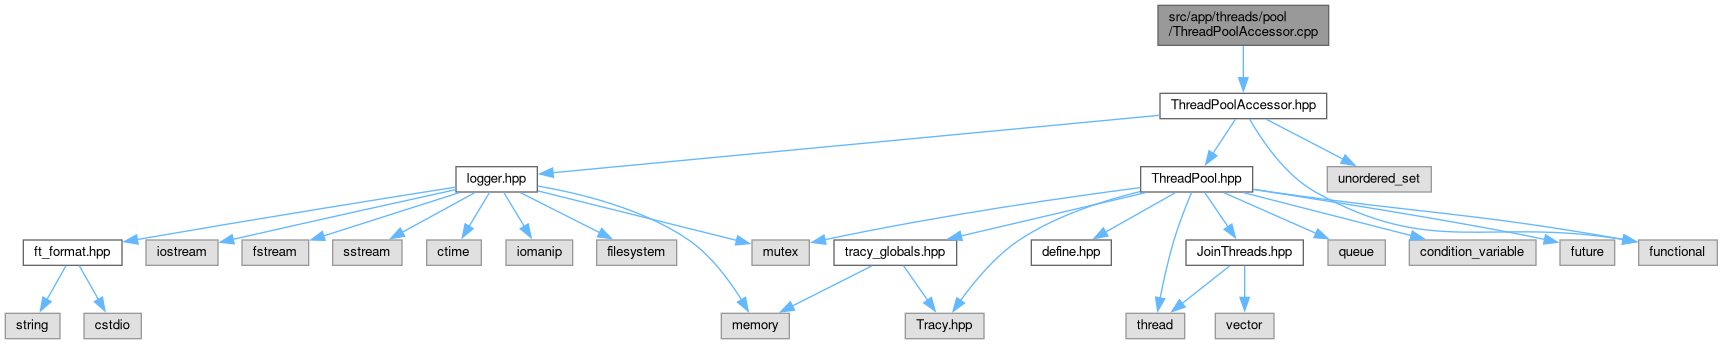 src/app/threads/pool
/ThreadPoolAccessor.cpp
ThreadPoolAccessor.hpp
logger.hpp
ThreadPool.hpp
unordered_set
ft_format.hpp
iostream
fstream
sstream
ctime
iomanip
filesystem
mutex
tracy_globals.hpp
define.hpp
JoinThreads.hpp
queue
condition_variable
future
functional
string
cstdio
memory
Tracy.hpp
thread
vector